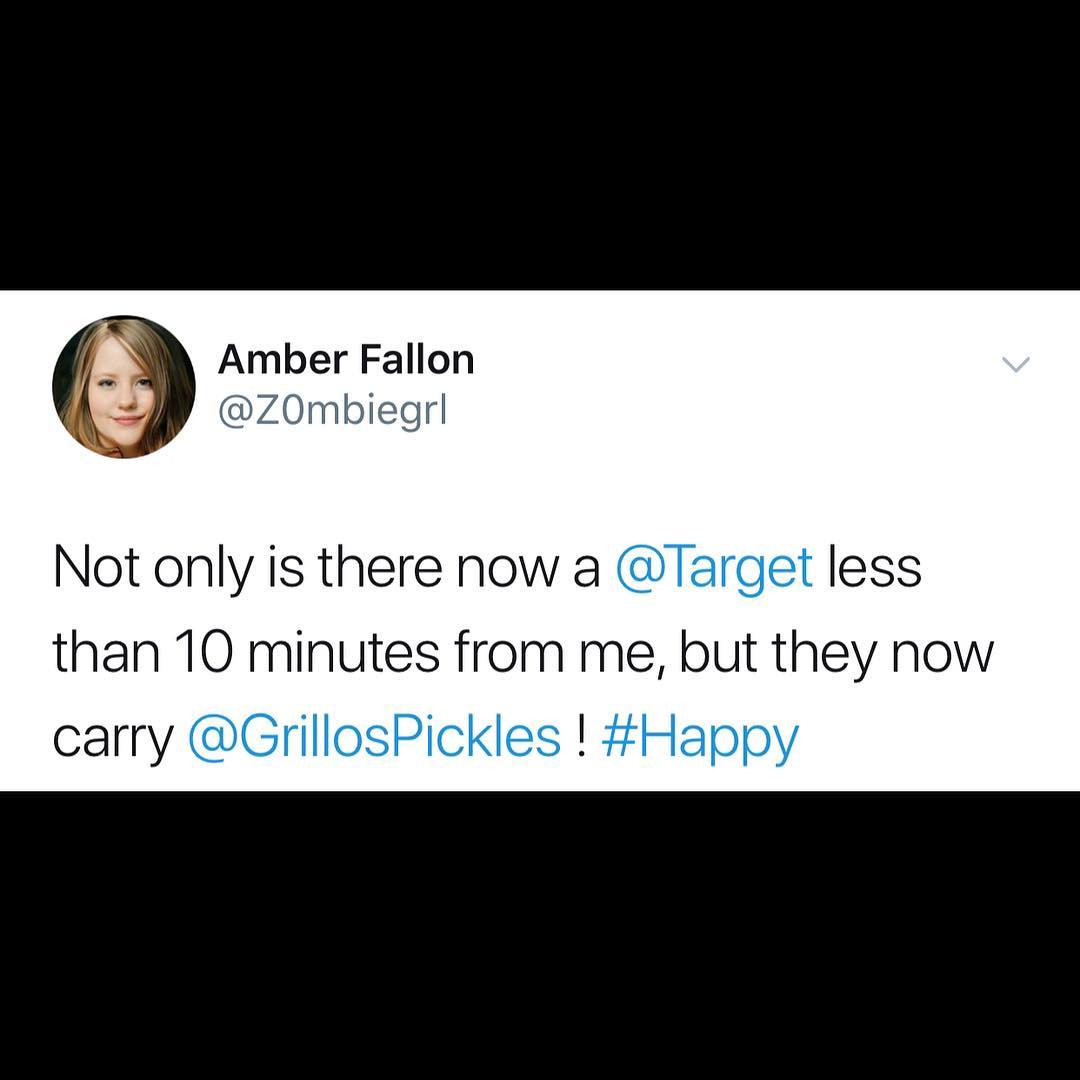 Amber Fallon
@Z0mbiegrl
Not only is there now a @Target less
than 10 minutes from me, but they now
carry @GrillosPickles ! #Happy